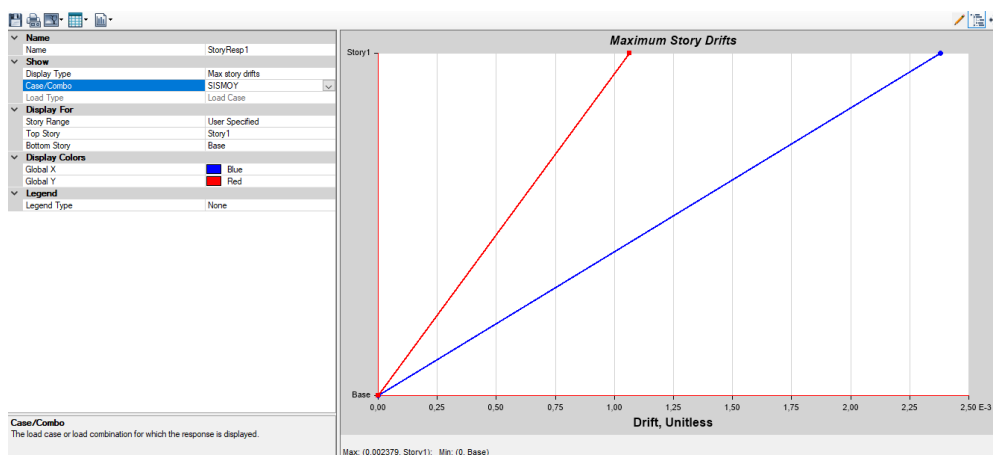 Name
Name StoryResp1
Show
Display Type Max story drifts
Case/Combo SISMOY
Load Type Load Case
Display For
Story Range User Specified
Top Story Story1
Bottom Story Base
Display Colors
Global X Blue
Global Y Red
Legend
Legend Type None
Case/Combo
The load case or load combination for which the response is displayed.
Maximum Story Drifts
Story1
Base
0,00 0,25 0,50 0,75 1,00 1,25 1,50 1,75 2,00 2,25 2,50 E-3
Drift, Unitless
Max: (0.002379, Story1); Min: (0, Base)